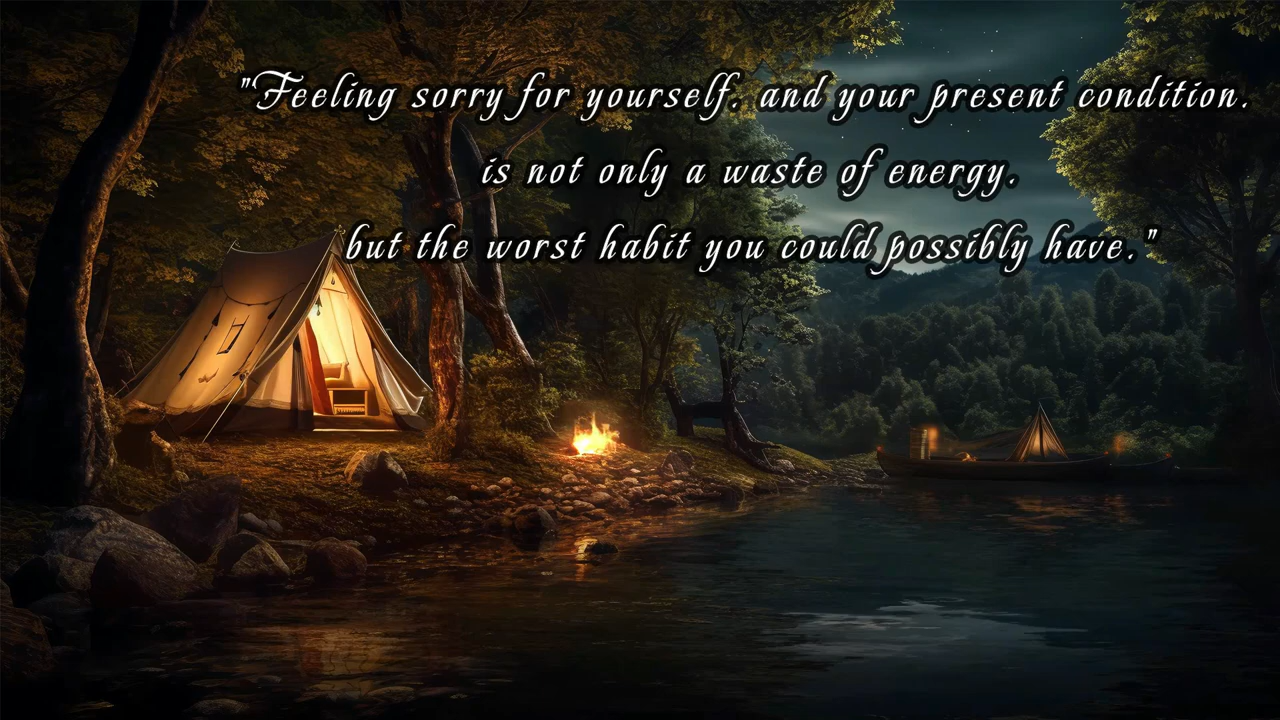 "Feeling sorry for yourself, and your present condition,
is not only a waste of energy,
but the worst habit you could possibly have."